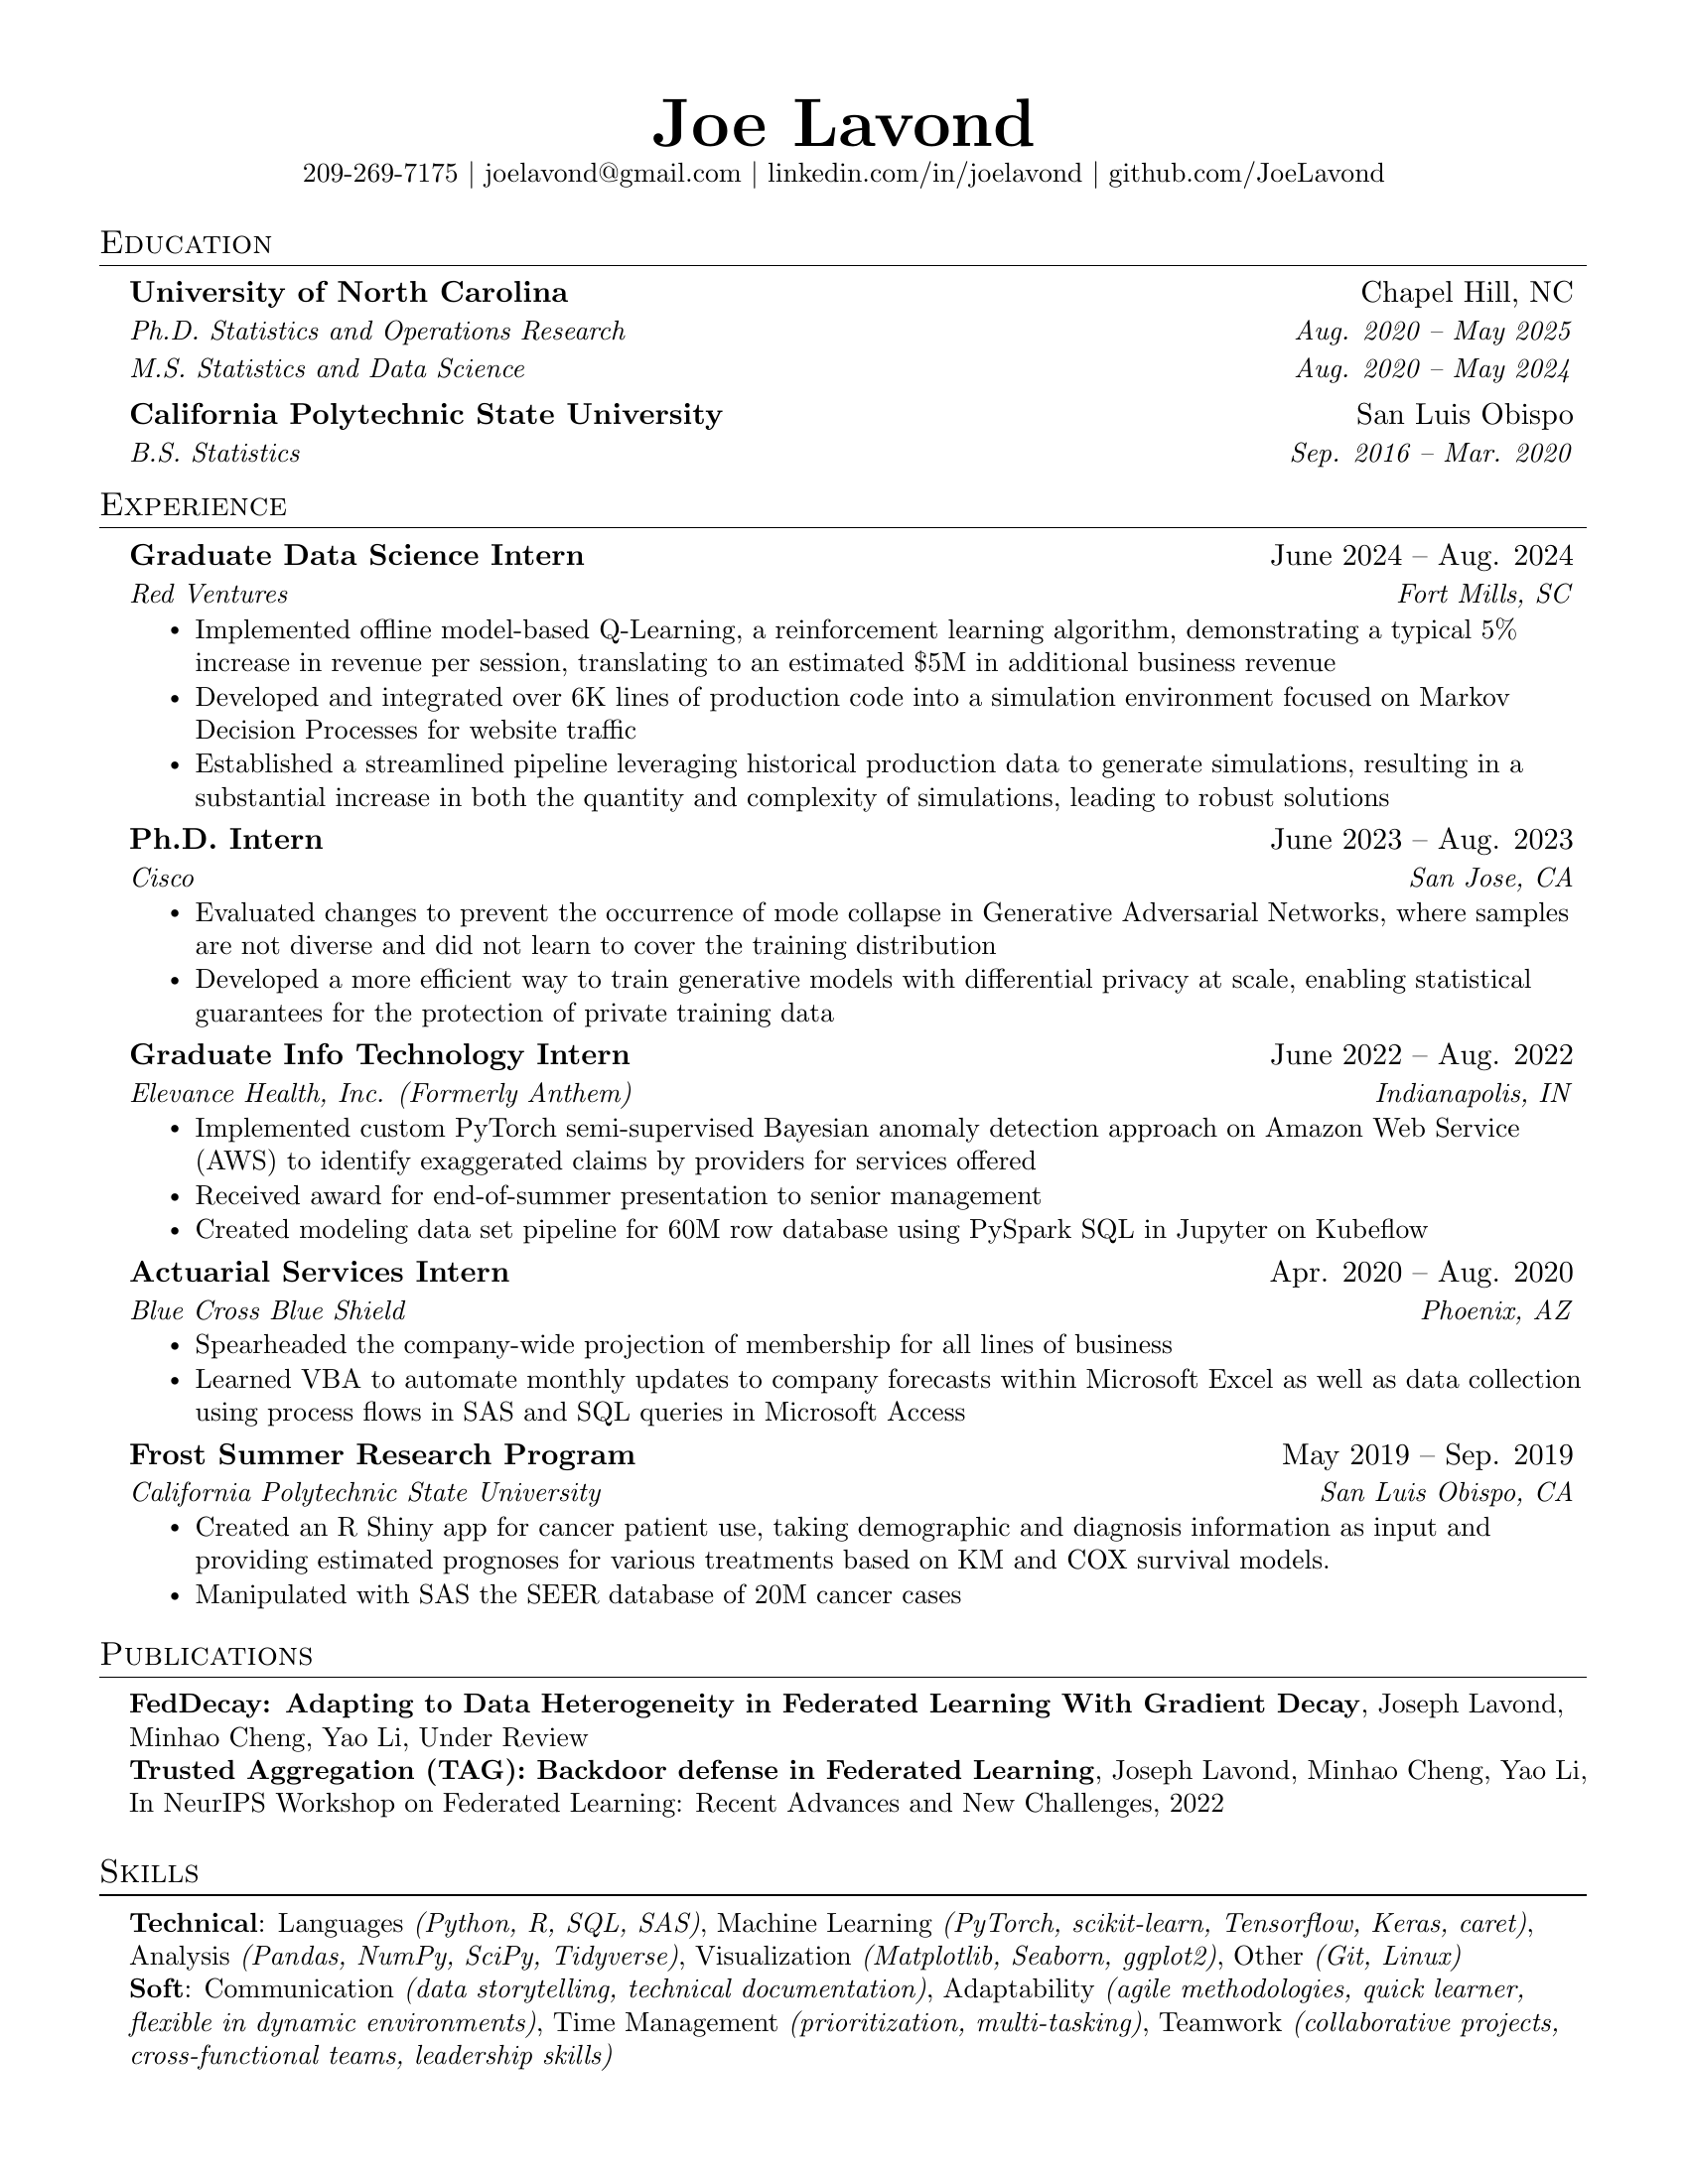 Joe Lavond
209-269-7175 | joelavond@gmail.com | linkedin.com/in/joelavond | github.com/JoeLavond
Education
University of North Carolina Chapel Hill, NC
Ph.D. Statistics and Operations Research Aug. 2020 – May 2025
M.S. Statistics and Data Science Aug. 2020 – May 2024
California Polytechnic State University San Luis Obispo
B.S. Statistics Sep. 2016 – Mar. 2020
Experience
Graduate Data Science Intern June 2024 – Aug. 2024
Red Ventures Fort Mills, SC
• Implemented offline model-based Q-Learning, a reinforcement learning algorithm, demonstrating a typical 5%
increase in revenue per session, translating to an estimated $5M in additional business revenue
• Developed and integrated over 6K lines of production code into a simulation environment focused on Markov
Decision Processes for website traffic
• Established a streamlined pipeline leveraging historical production data to generate simulations, resulting in a
substantial increase in both the quantity and complexity of simulations, leading to robust solutions
Ph.D. Intern June 2023 – Aug. 2023
Cisco San Jose, CA
• Evaluated changes to prevent the occurrence of mode collapse in Generative Adversarial Networks, where samples
are not diverse and did not learn to cover the training distribution
• Developed a more efficient way to train generative models with differential privacy at scale, enabling statistical
guarantees for the protection of private training data
Graduate Info Technology Intern June 2022 – Aug. 2022
Elevance Health, Inc. (Formerly Anthem) Indianapolis, IN
• Implemented custom PyTorch semi-supervised Bayesian anomaly detection approach on Amazon Web Service
(AWS) to identify exaggerated claims by providers for services offered
• Received award for end-of-summer presentation to senior management
• Created modeling data set pipeline for 60M row database using PySpark SQL in Jupyter on Kubeflow
Actuarial Services Intern Apr. 2020 – Aug. 2020
Blue Cross Blue Shield Phoenix, AZ
• Spearheaded the company-wide projection of membership for all lines of business
• Learned VBA to automate monthly updates to company forecasts within Microsoft Excel as well as data collection
using process flows in SAS and SQL queries in Microsoft Access
Frost Summer Research Program May 2019 – Sep. 2019
California Polytechnic State University San Luis Obispo, CA
• Created an R Shiny app for cancer patient use, taking demographic and diagnosis information as input and
providing estimated prognoses for various treatments based on KM and COX survival models.
• Manipulated with SAS the SEER database of 20M cancer cases
Publications
FedDecay: Adapting to Data Heterogeneity in Federated Learning With Gradient Decay, Joseph Lavond,
Minhao Cheng, Yao Li, Under Review
Trusted Aggregation (TAG): Backdoor defense in Federated Learning, Joseph Lavond, Minhao Cheng, Yao Li,
In NeurIPS Workshop on Federated Learning: Recent Advances and New Challenges, 2022
Skills
Technical: Languages (Python, R, SQL, SAS), Machine Learning (PyTorch, scikit-learn, Tensorflow, Keras, caret),
Analysis (Pandas, NumPy, SciPy, Tidyverse), Visualization (Matplotlib, Seaborn, ggplot2), Other (Git, Linux)
Soft: Communication (data storytelling, technical documentation), Adaptability (agile methodologies, quick learner,
flexible in dynamic environments), Time Management (prioritization, multi-tasking), Teamwork (collaborative projects,
cross-functional teams, leadership skills)